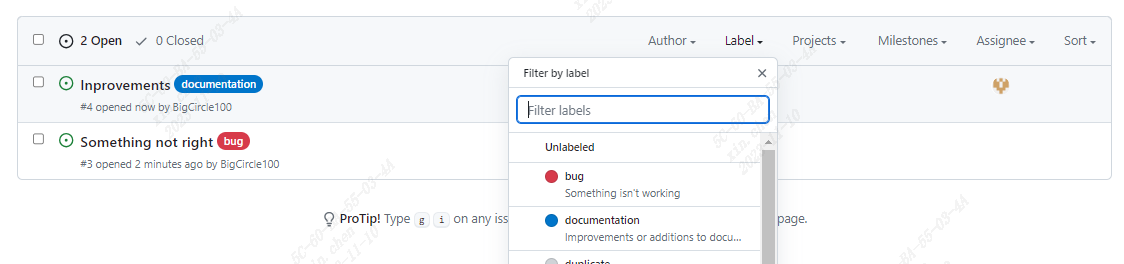 2 Open 0 Closed Author Label Projects Milestones Assignee Sort
Inprovements documentation
#4 opened now by BigCircle100
Something not right bug
#3 opened 2 minutes ago by BigCircle100
Filter by label
Filter labels
Unlabeled
bug
Something isn't working
documentation
Improvements or additions to docu...
duplicate
ProTip! Type g i on any iss page.